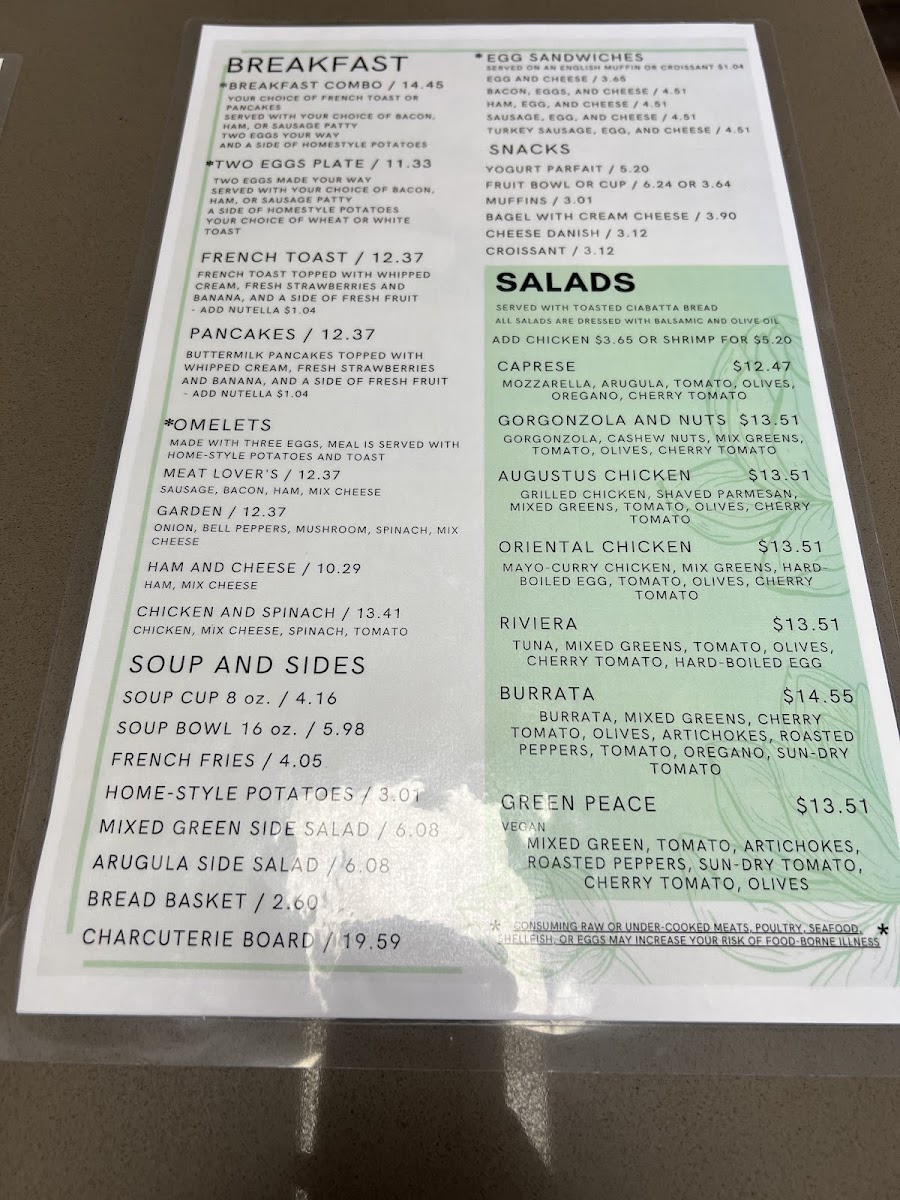 BREAKFAST
*BREAKFAST COMBO / 14.45
YOUR CHOICE OF FRENCH TOAST OR
PANCAKES
SERVED WITH YOUR CHOICE OF BACON,
HAM, OR SAUSAGE PATTY
TWO EGGS YOUR WAY
AND A SIDE OF HOMESTYLE POTATOES
*TWO EGGS PLATE / 11.33
TWO EGGS MADE YOUR WAY
SERVED WITH YOUR CHOICE OF BACON,
HAM, OR SAUSAGE PATTY
A SIDE OF HOMESTYLE POTATOES
YOUR CHOICE OF WHEAT OR WHITE
TOAST
FRENCH TOAST / 12.37
FRENCH TOAST TOPPED WITH WHIPPED
CREAM, FRESH STRAWBERRIES AND
BANANA, AND A SIDE OF FRESH FRUIT
- ADD NUTELLA $1.04
PANCAKES / 12.37
BUTTERMILK PANCAKES TOPPED WITH
WHIPPED CREAM, FRESH STRAWBERRIES
AND BANANA, AND A SIDE OF FRESH FRUIT
- ADD NUTELLA $1.04
*OMELETS
MADE WITH THREE EGGS, MEAL IS SERVED WITH
HOME-STYLE POTATOES AND TOAST
MEAT LOVER'S / 12.37
SAUSAGE, BACON, HAM, MIX CHEESE
GARDEN / 12.37
ONION, BELL PEPPERS, MUSHROOM, SPINACH, MIX
CHEESE
HAM AND CHEESE / 10.29
HAM, MIX CHEESE
CHICKEN AND SPINACH / 13.41
CHICKEN, MIX CHEESE, SPINACH, TOMATO
SOUP AND SIDES
SOUP CUP 8 oz. / 4.16
SOUP BOWL 16 oz. / 5.98
FRENCH FRIES / 4.05
HOME-STYLE POTATOES / 3.01
MIXED GREEN SIDE SALAD / 6.08
ARUGULA SIDE SALAD / 6.08
BREAD BASKET / 2.60
CHARCUTERIE BOARD / 19.59
*EGG SANDWICHES
SERVED ON AN ENGLISH MUFFIN OR CROISSANT $1.04
EGG AND CHEESE / 3.65
BACON, EGGS, AND CHEESE / 4.51
HAM, EGG, AND CHEESE / 4.51
SAUSAGE, EGG, AND CHEESE / 4.51
TURKEY SAUSAGE, EGG, AND CHEESE / 4.51
SNACKS
YOGURT PARFAIT / 5.20
FRUIT BOWL OR CUP / 6.24 OR 3.64
MUFFINS / 3.01
BAGEL WITH CREAM CHEESE / 3.90
CHEESE DANISH / 3.12
CROISSANT / 3.12
SALADS
SERVED WITH TOASTED CIABATTA BREAD
ALL SALADS ARE DRESSED WITH BALSAMIC AND OLIVE OIL
ADD CHICKEN $3.65 OR SHRIMP FOR $5.20
CAPRESE $12.47
MOZZARELLA, ARUGULA, TOMATO, OLIVES,
OREGANO, CHERRY TOMATO
GORGONZOLA AND NUTS $13.51
GORGONZOLA, CASHEW NUTS, MIX GREENS,
TOMATO, OLIVES, CHERRY TOMATO
AUGUSTUS CHICKEN $13.51
GRILLED CHICKEN, SHAVED PARMESAN,
MIXED GREENS, TOMATO, OLIVES, CHERRY
TOMATO
ORIENTAL CHICKEN $13.51
MAYO-CURRY CHICKEN, MIX GREENS, HARD-
BOILED EGG, TOMATO, OLIVES, CHERRY
TOMATO
RIVIERA $13.51
TUNA, MIXED GREENS, TOMATO, OLIVES,
CHERRY TOMATO, HARD-BOILED EGG
BURRATA $14.55
BURRATA, MIXED GREENS, CHERRY
TOMATO, OLIVES, ARTICHOKES, ROASTED
PEPPERS, TOMATO, OREGANO, SUN-DRY
TOMATO
GREEN PEACE $13.51
VEGAN
MIXED GREEN, TOMATO, ARTICHOKES,
ROASTED PEPPERS, SUN-DRY TOMATO,
CHERRY TOMATO, OLIVES
* CONSUMING RAW OR UNDER-COOKED MEATS, POULTRY, SEAFOOD, *
SHELLFISH, OR EGGS MAY INCREASE YOUR RISK OF FOOD-BORNE ILLNESS